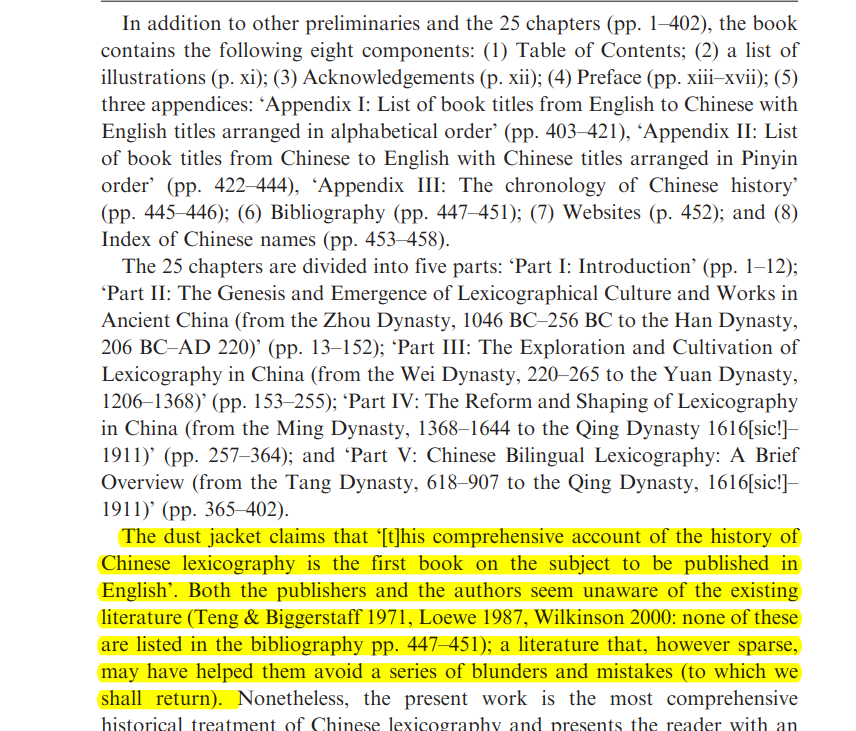 In addition to other preliminaries and the 25 chapters (pp. 1–402), the book
contains the following eight components: (1) Table of Contents; (2) a list of
illustrations (p. xi); (3) Acknowledgements (p. xii); (4) Preface (pp. xiii–xvii); (5)
three appendices: ‘Appendix I: List of book titles from English to Chinese with
English titles arranged in alphabetical order’ (pp. 403–421), ‘Appendix II: List
of book titles from Chinese to English with Chinese titles arranged in Pinyin
order’ (pp. 422–444), ‘Appendix III: The chronology of Chinese history’
(pp. 445–446); (6) Bibliography (pp. 447–451); (7) Websites (p. 452); and (8)
Index of Chinese names (pp. 453–458).
The 25 chapters are divided into five parts: ‘Part I: Introduction’ (pp. 1–12);
‘Part II: The Genesis and Emergence of Lexicographical Culture and Works in
Ancient China (from the Zhou Dynasty, 1046 BC–256 BC to the Han Dynasty,
206 BC–AD 220)’ (pp. 13–152); ‘Part III: The Exploration and Cultivation of
Lexicography in China (from the Wei Dynasty, 220–265 to the Yuan Dynasty,
1206–1368)’ (pp. 153–255); ‘Part IV: The Reform and Shaping of Lexicography
in China (from the Ming Dynasty, 1368–1644 to the Qing Dynasty 1616[sic!]–
1911)’ (pp. 257–364); and ‘Part V: Chinese Bilingual Lexicography: A Brief
Overview (from the Tang Dynasty, 618–907 to the Qing Dynasty, 1616[sic!]–
1911)’ (pp. 365–402).
The dust jacket claims that ‘[t]his comprehensive account of the history of
Chinese lexicography is the first book on the subject to be published in
English’. Both the publishers and the authors seem unaware of the existing
literature (Teng & Biggerstaff 1971, Loewe 1987, Wilkinson 2000: none of these
are listed in the bibliography pp. 447–451); a literature that, however sparse,
may have helped them avoid a series of blunders and mistakes (to which we
shall return). Nonetheless, the present work is the most comprehensive
historical treatment of Chinese lexicography and presents the reader with an